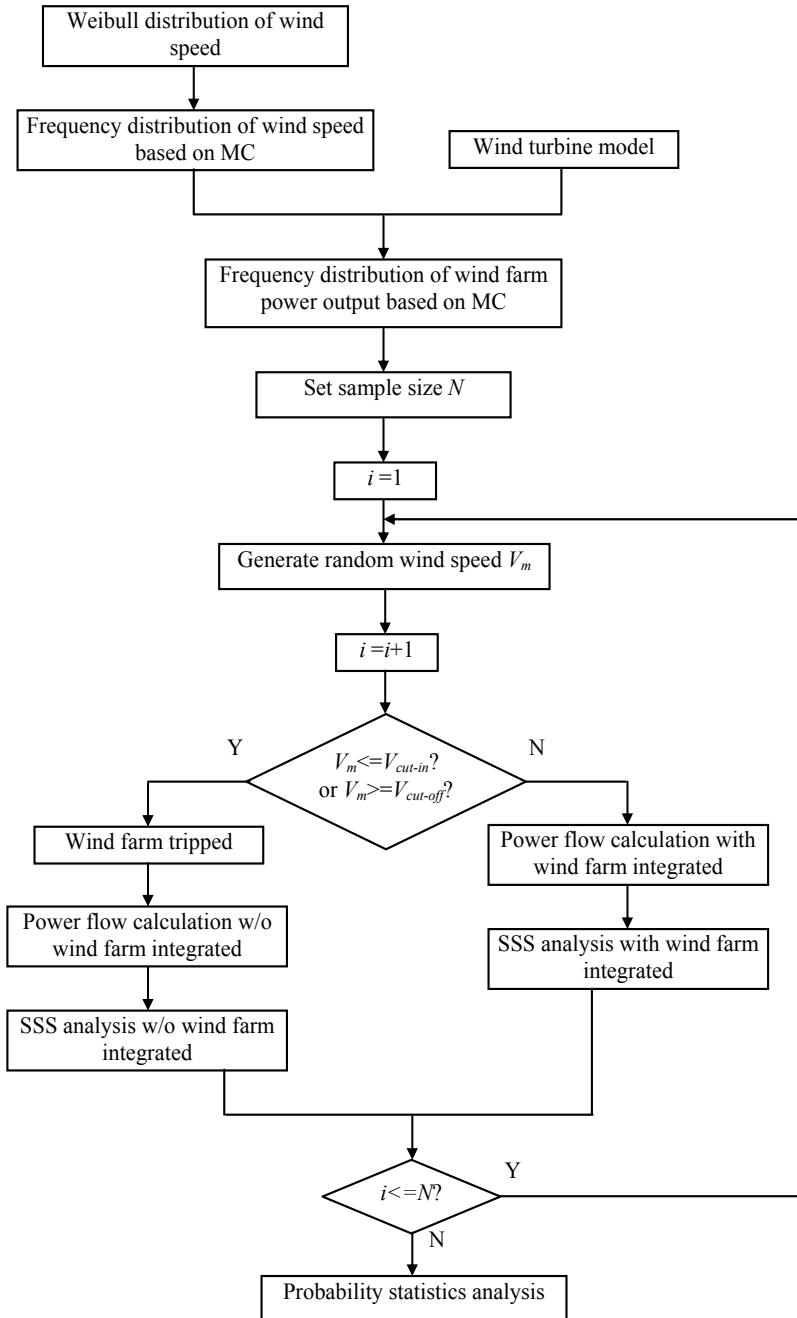 Weibull distribution of wind
speed
Frequency distribution of wind speed
based on MC
Wind turbine model
Frequency distribution of wind farm
power output based on MC
Set sample size N
i =1
Generate random wind speed Vm
i =i+1
Y
N
Vm<=Vcut-in?
or Vm>=Vcut-off?
Wind farm tripped
Power flow calculation with
wind farm integrated
Power flow calculation w/o
wind farm integrated
SSS analysis with wind farm
integrated
SSS analysis w/o wind farm
integrated
i<=N?
Y
N
Probability statistics analysis